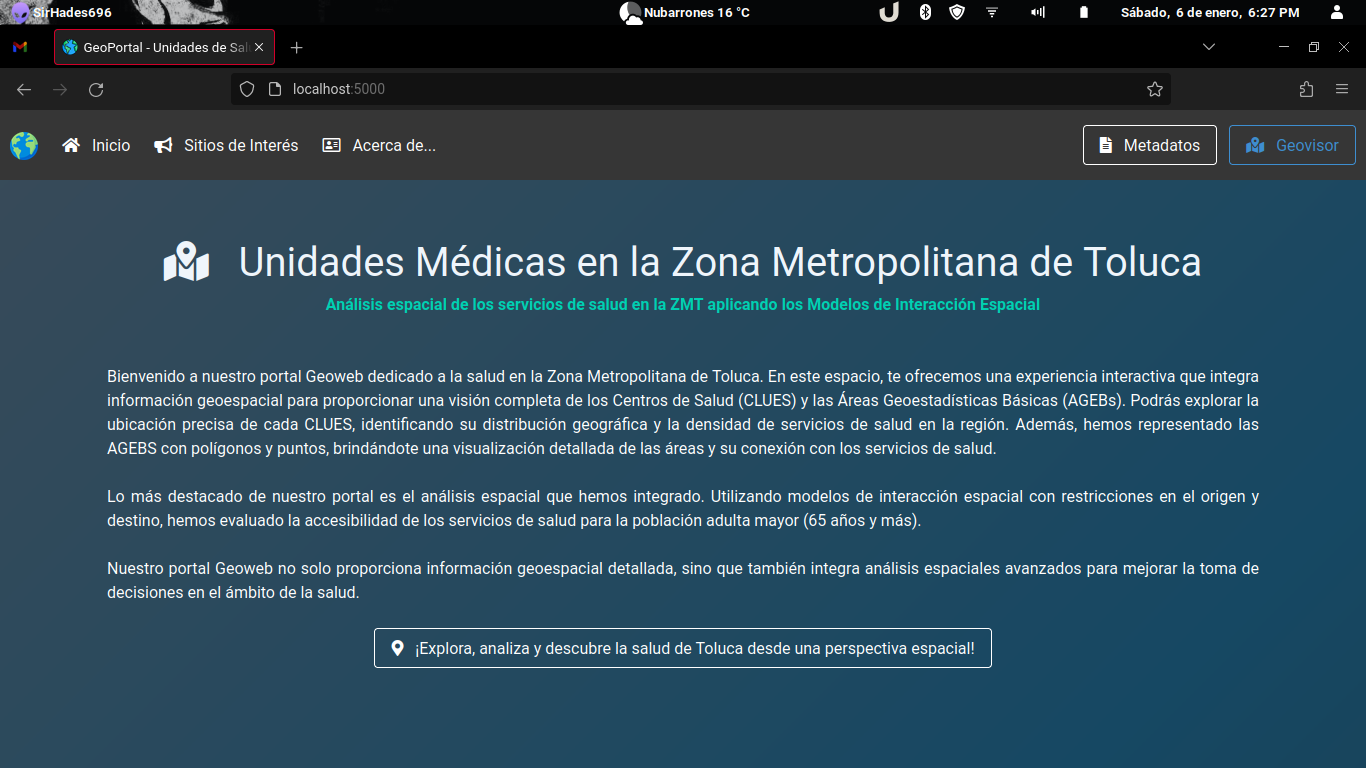 SirHades696
Nubarrones 16 °C
Sábado, 6 de enero, 6:27 PM
GeoPortal - Unidades de Sal
localhost:5000
Inicio
Sitios de Interés
Acerca de...
Metadatos
Geovisor
Unidades Médicas en la Zona Metropolitana de Toluca
Análisis espacial de los servicios de salud en la ZMT aplicando los Modelos de Interacción Espacial
Bienvenido a nuestro portal Geoweb dedicado a la salud en la Zona Metropolitana de Toluca. En este espacio, te ofrecemos una experiencia interactiva que integra
información geoespacial para proporcionar una visión completa de los Centros de Salud (CLUES) y las Áreas Geoestadísticas Básicas (AGEBs). Podrás explorar la
ubicación precisa de cada CLUES, identificando su distribución geográfica y la densidad de servicios de salud en la región. Además, hemos representado las
AGEBS con polígonos y puntos, brindándote una visualización detallada de las áreas y su conexión con los servicios de salud.
Lo más destacado de nuestro portal es el análisis espacial que hemos integrado. Utilizando modelos de interacción espacial con restricciones en el origen y
destino, hemos evaluado la accesibilidad de los servicios de salud para la población adulta mayor (65 años y más).
Nuestro portal Geoweb no solo proporciona información geoespacial detallada, sino que también integra análisis espaciales avanzados para mejorar la toma de
decisiones en el ámbito de la salud.
¡Explora, analiza y descubre la salud de Toluca desde una perspectiva espacial!